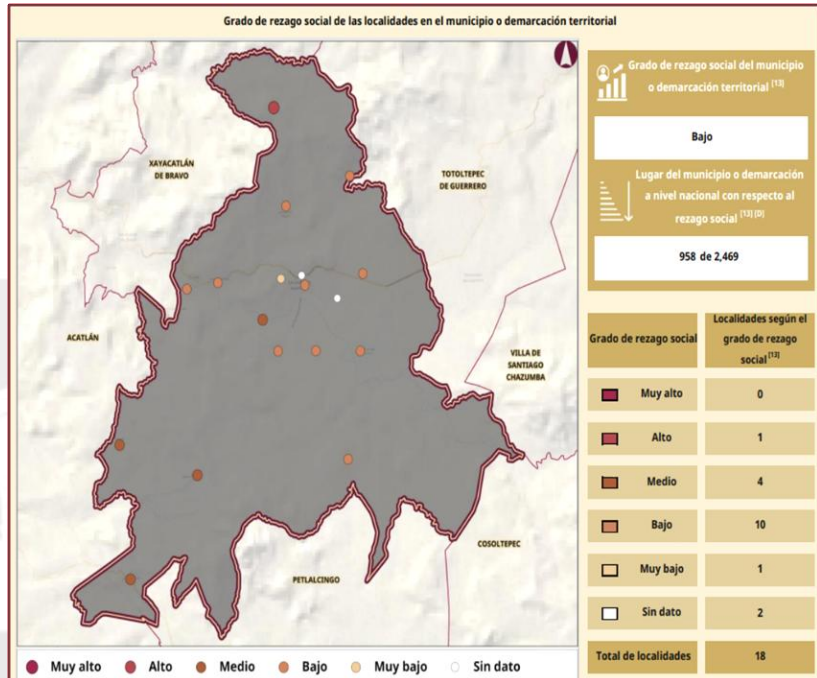 Grado de rezago social de las localidades en el municipio o demarcación territorial
XAYACATLÁN
DE BRAVO
TOTOLTEPEC
DE GUERRERO
ACATLÁN
VILLA DE
SANTIAGO
CHAZUMBA
COSOLTEPEC
PETLALCINGO
Muy alto
Alto
Medio
Bajo
Muy bajo
Sin dato
Grado de rezago social del municipio
o demarcación territorial [13]
Bajo
Lugar del municipio o demarcación
a nivel nacional con respecto al
rezago social [13] [D]
958 de 2,469
Grado de rezago social
Localidades según el
grado de rezago
social [13]
Muy alto 0
Alto 1
Medio 4
Bajo 10
Muy bajo 1
Sin dato 2
Total de localidades 18